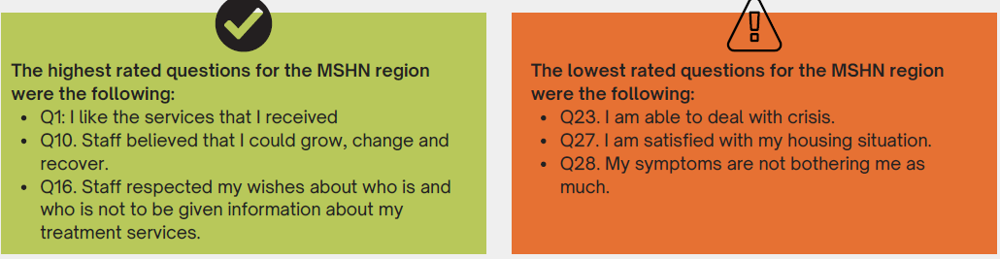 The highest rated questions for the MSHN region
were the following:
• Q1: I like the services that I received
• Q10. Staff believed that I could grow, change and
recover.
• Q16. Staff respected my wishes about who is and
who is not to be given information about my
treatment services.
The lowest rated questions for the MSHN region
were the following:
• Q23. I am able to deal with crisis.
• Q27. I am satisfied with my housing situation.
• Q28. My symptoms are not bothering me as
much.